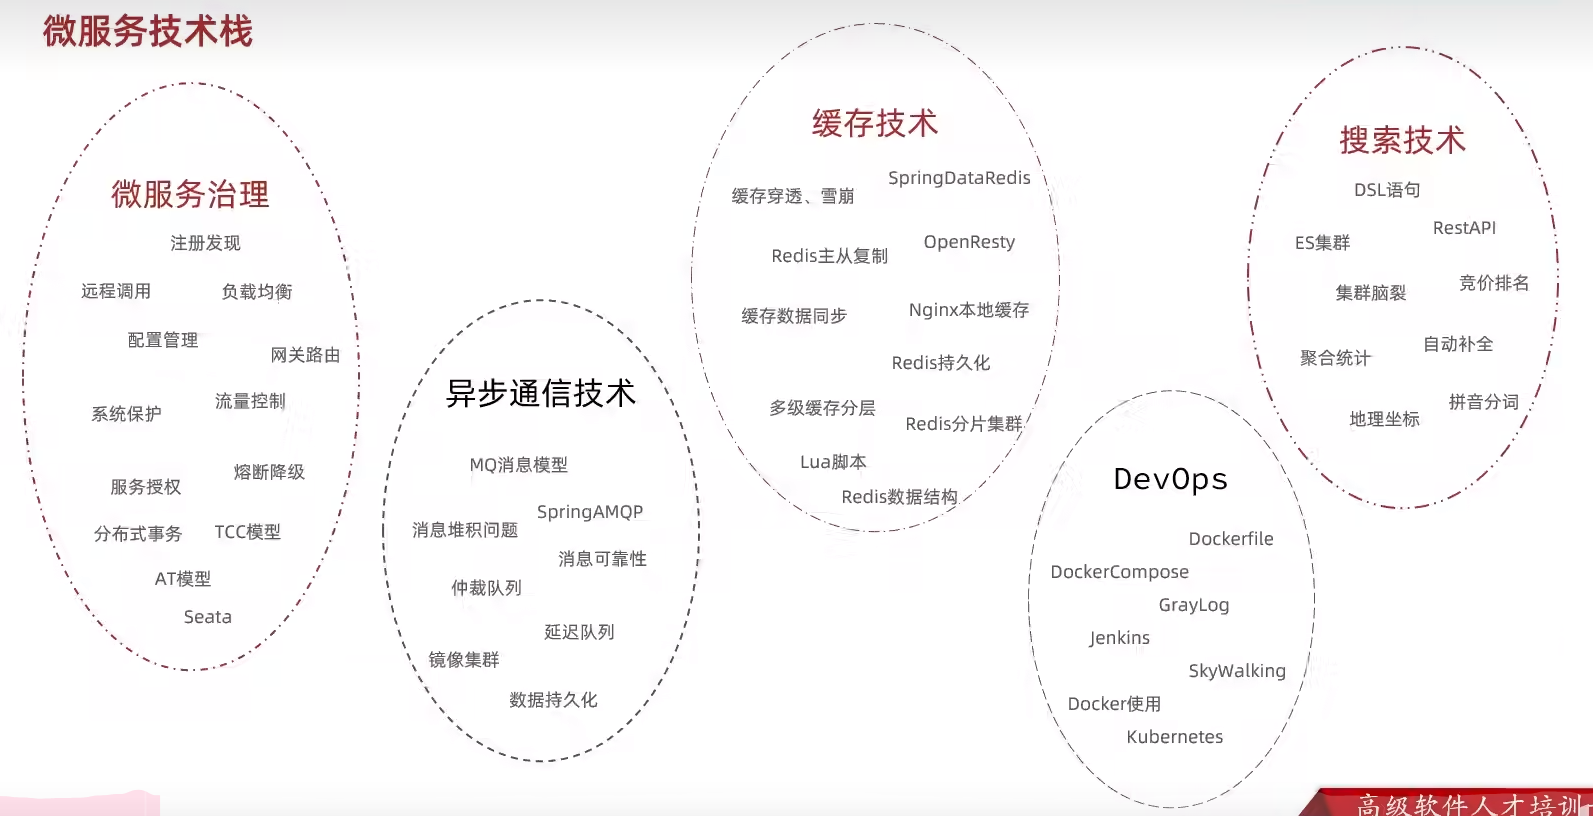 微服务技术栈
微服务治理
注册发现
远程调用
负载均衡
配置管理
网关路由
系统保护
流量控制
服务授权
熔断降级
分布式事务
TCC模型
AT模型
Seata
异步通信技术
MQ消息模型
SpringAMQP
消息堆积问题
消息可靠性
仲裁队列
延迟队列
镜像集群
数据持久化
缓存技术
SpringDataRedis
缓存穿透、雪崩
OpenResty
Redis主从复制
Nginx本地缓存
缓存数据同步
Redis持久化
多级缓存分层
Redis分片集群
Lua脚本
Redis数据结构
DevOps
Dockerfile
DockerCompose
GrayLog
Jenkins
SkyWalking
Docker使用
Kubernetes
搜索技术
DSL语句
RestAPI
ES集群
竞价排名
集群脑裂
自动补全
聚合统计
拼音分词
地理坐标
高级软件人才培训